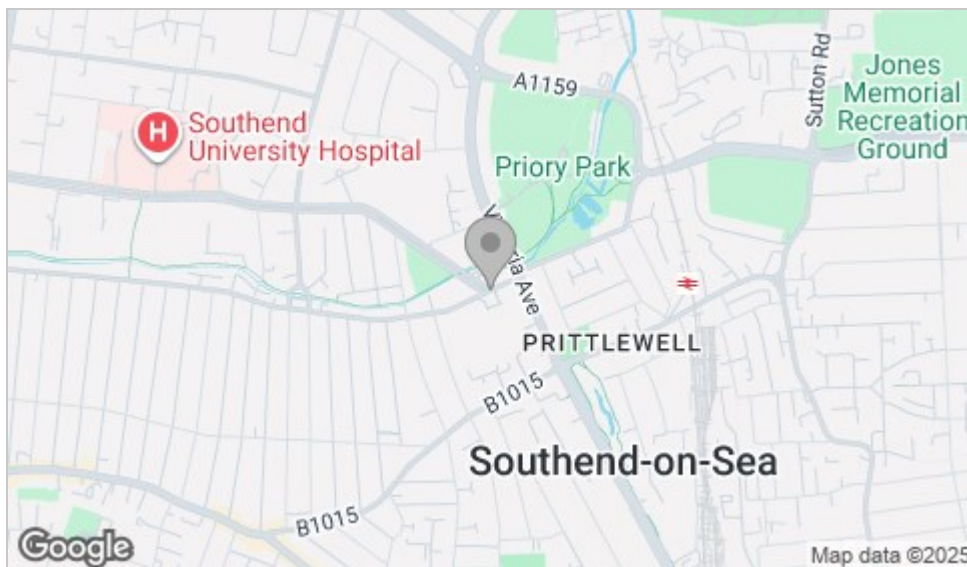 A1159
Sutton Rd
Jones
Memorial
Recreation
Ground
H
Southend
University Hospital
Priory Park
Ave
PRITTLEWELL
B1015
Southend-on-Sea
B1015
Google
Map data ©2025